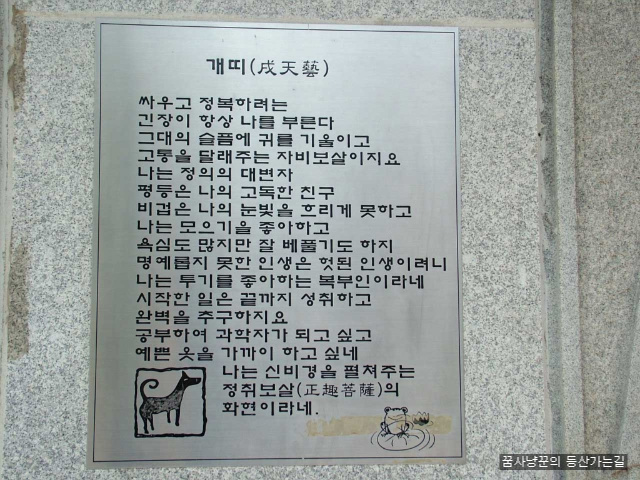 개띠(戌天藝)
싸우고 정복하려는
긴장이 항상 나를 부른다
그대의 슬픔에 귀를 기울이고
고통을 달래주는 자비보살이지요
나는 정의의 대변자
평등은 나의 고독한 친구
비겁은 나의 눈빛을 흐리게 못하고
나는 모으기을 좋아하고
욕심도 많지만 잘 베풀기도 하지
명예롭지 못한 인생은 헛된 인생이려니
나는 투기를 좋아하는 복부인이라네
시작한 일은 끝까지 성취하고
완벽을 추구하지요
공부하여 과학자가 되고 싶고
예쁜 옷을 가까이 하고 싶네
나는 신비경을 펼쳐주는
정취보살(正趣菩薩)의
화현이라네.
꿈사냥꾼의 등산가는길